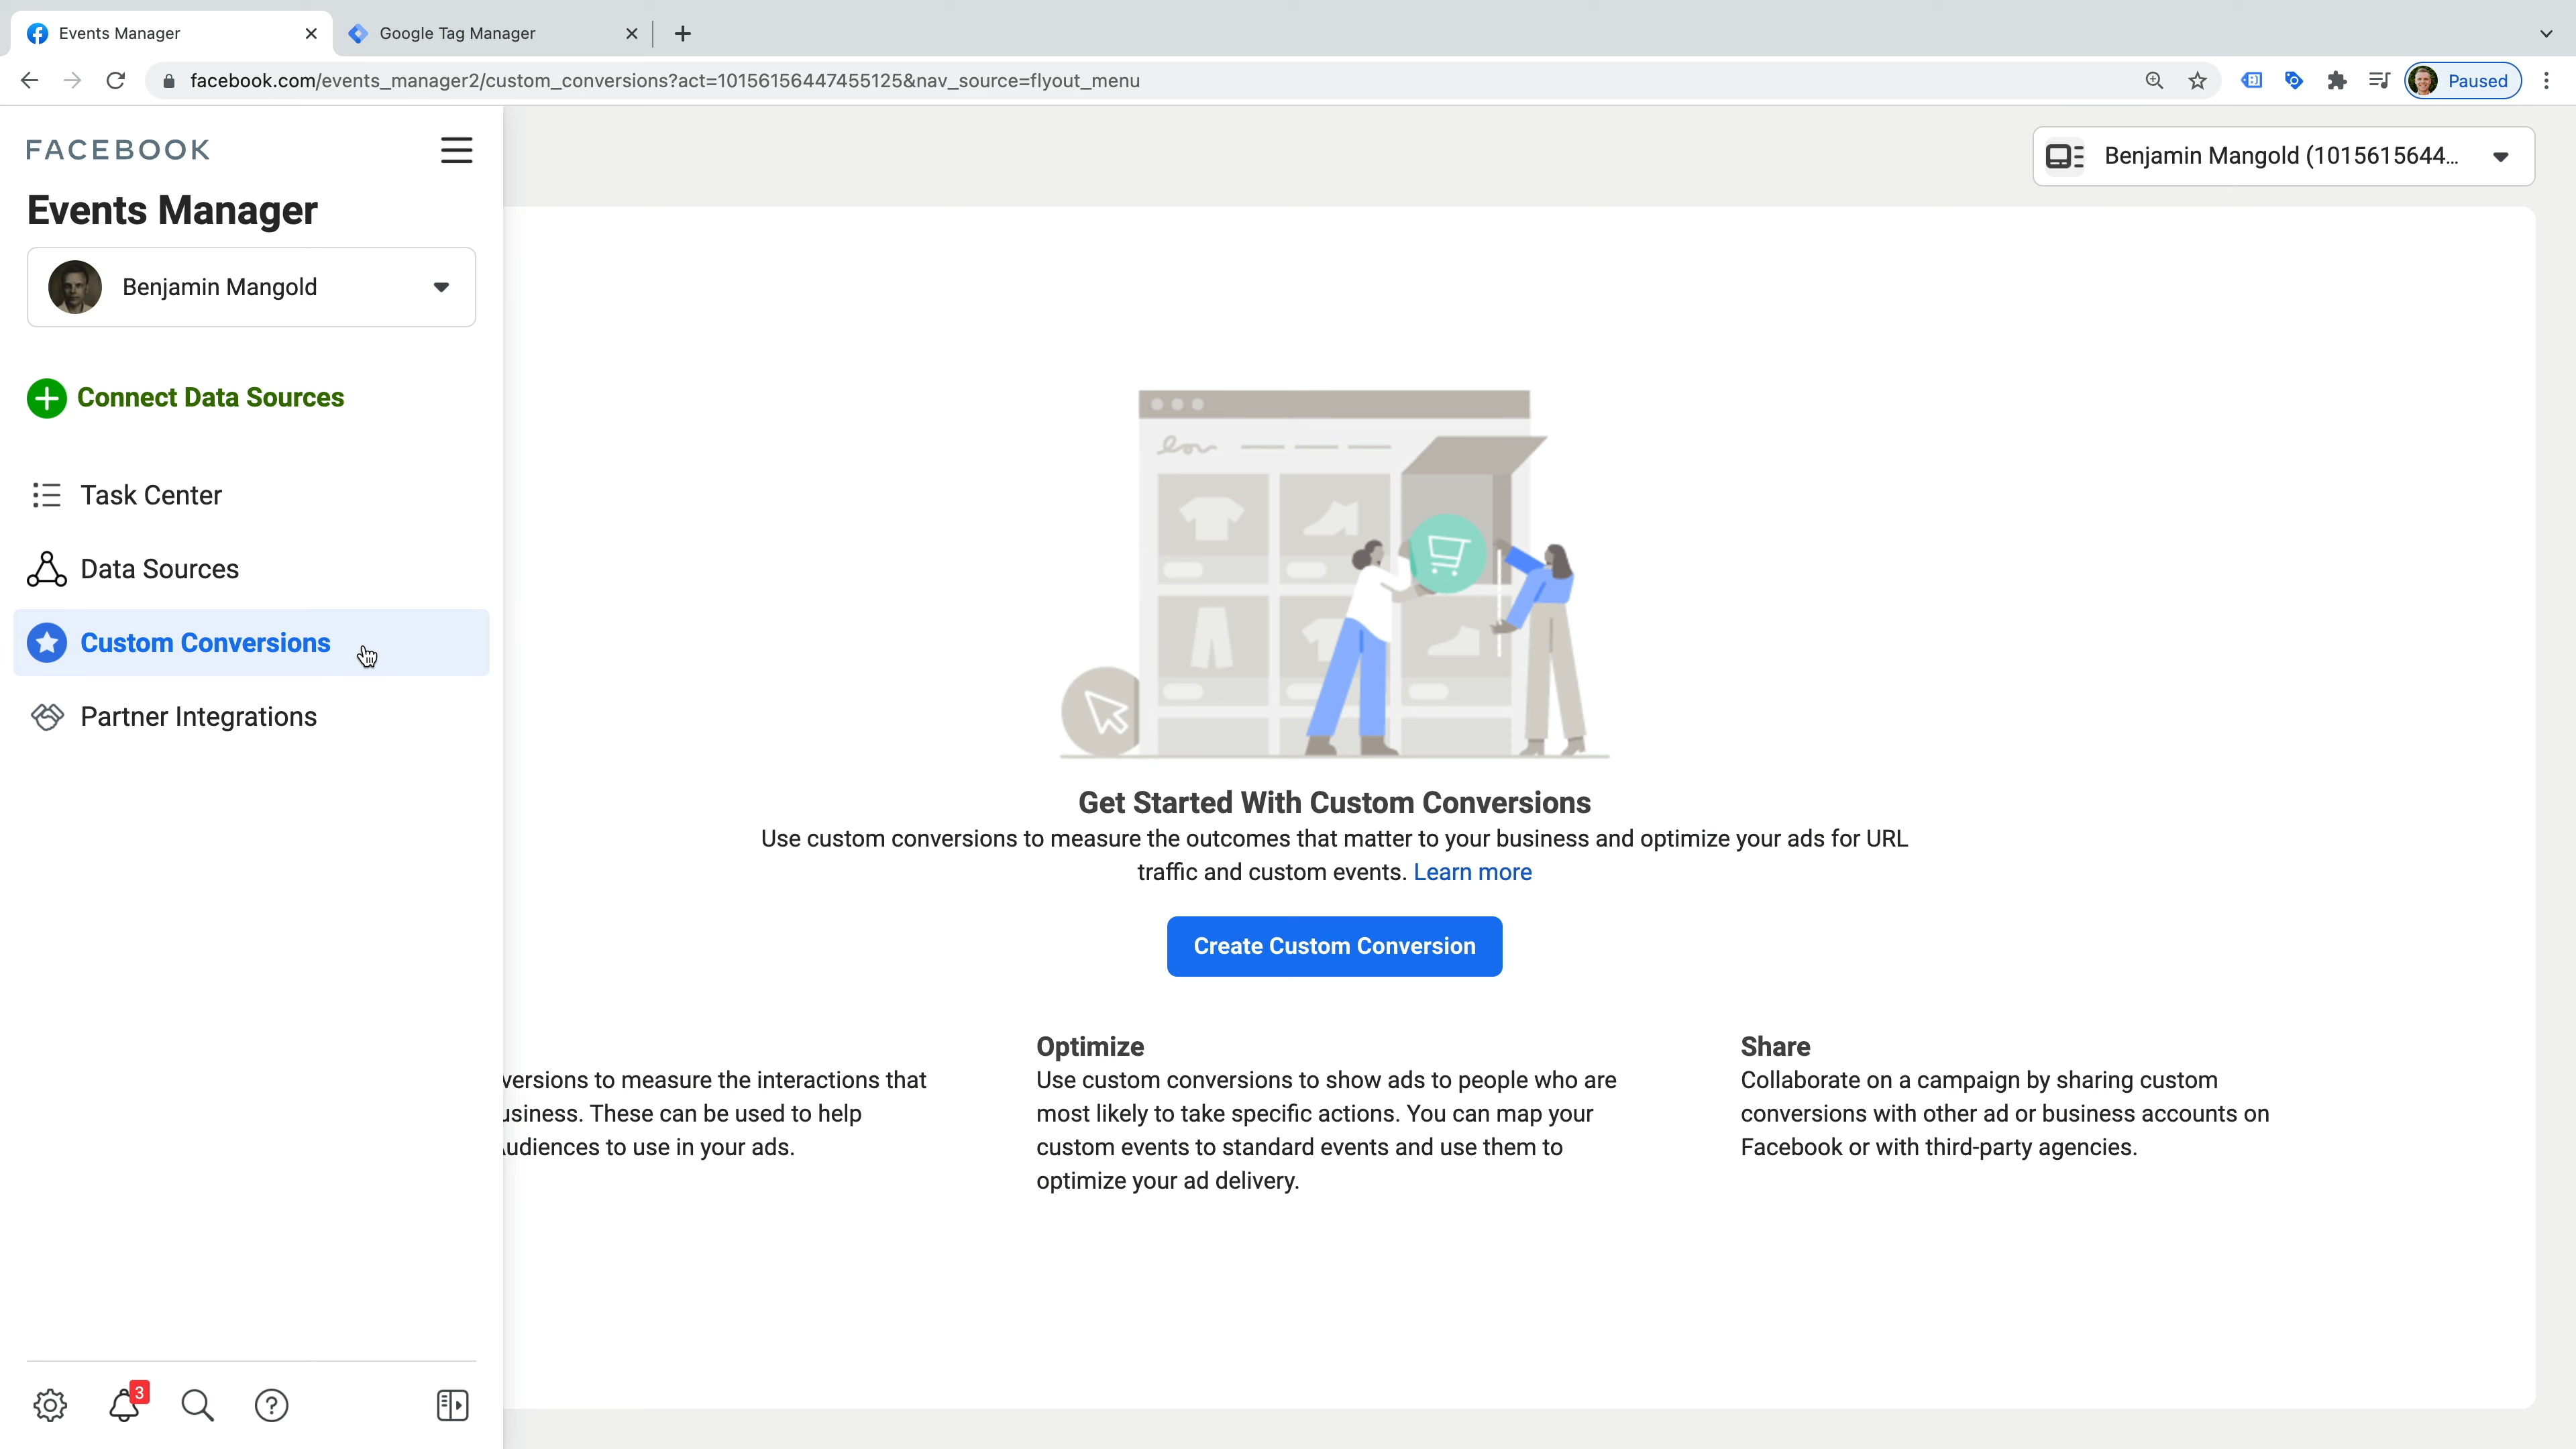 Events Manager
Google Tag Manager
facebook.com/events_manager2/custom_conversions?act=10156156447455125&nav_source=flyout_menu
Paused
FACEBOOK
Events Manager
Benjamin Mangold
Connect Data Sources
Task Center
Data Sources
Custom Conversions
Partner Integrations
3
Benjamin Mangold (1015615644...
Get Started With Custom Conversions
Use custom conversions to measure the outcomes that matter to your business and optimize your ads for URL
traffic and custom events. Learn more
Create Custom Conversion
versions to measure the interactions that
usiness. These can be used to help
udiences to use in your ads.
Optimize
Use custom conversions to show ads to people who are
most likely to take specific actions. You can map your
custom events to standard events and use them to
optimize your ad delivery.
Share
Collaborate on a campaign by sharing custom
conversions with other ad or business accounts on
Facebook or with third-party agencies.